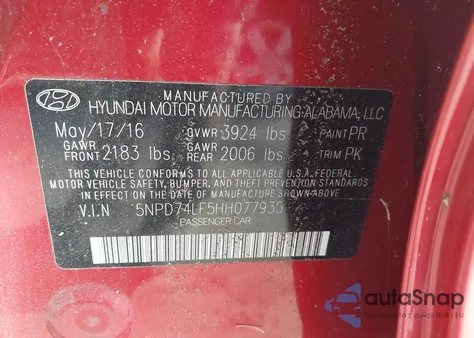 MANUFACTURED BY
HYUNDAI MOTOR MANUFACTURING ALABAMA, LLC
May/17/16 GVWR 3924 lbs PAINT PR
GAWR FRONT 2183 lbs GAWR REAR 2006 lbs TRIM PK
THIS VEHICLE CONFORMS TO ALL APPLICABLE FEDERAL
MOTOR VEHICLE SAFETY, BUMPER, AND THEFT PREVENTION STANDARDS
IN EFFECT ON THE DATE OF MANUFACTURE SHOWN ABOVE.
V.I.N 5NPD74LF5HH077935
PASSENGER CAR
autaSnap